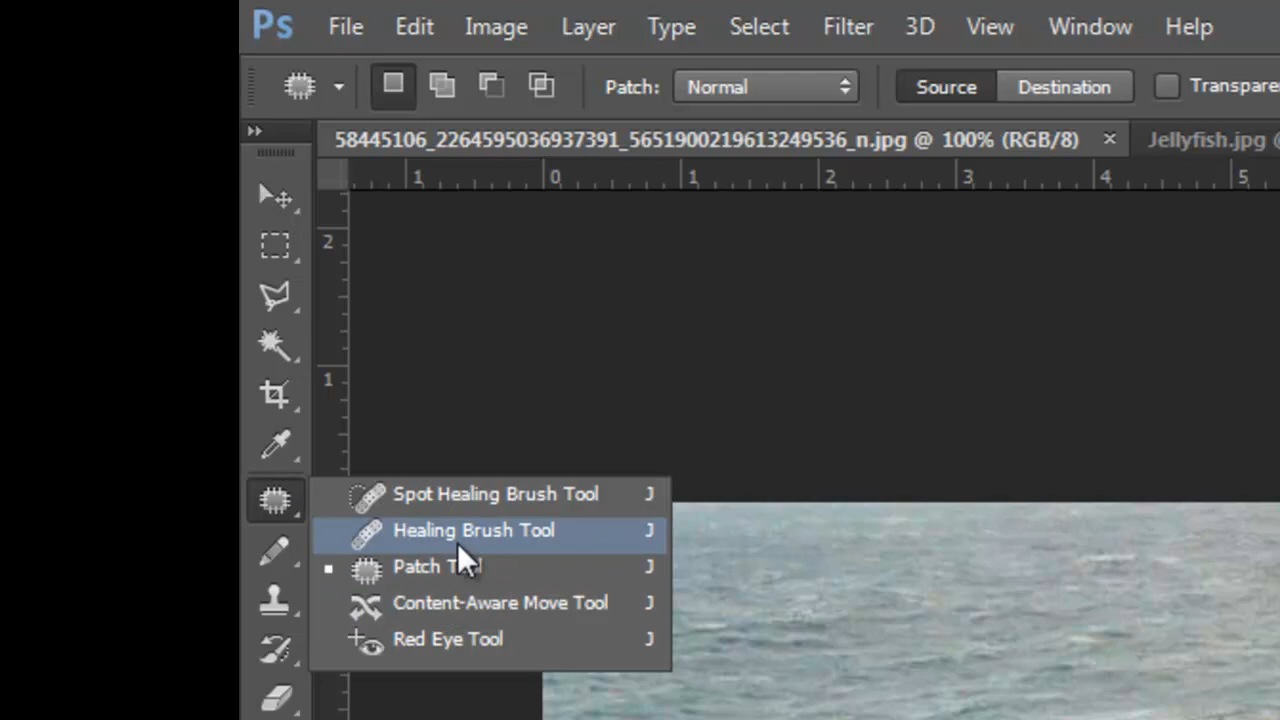 Ps File Edit Image Layer Type Select Filter 3D View Window Help
Patch: Normal Source Destination
58445106_2264595036937391_5651900219613249536_n.jpg @ 100% (RGB/8) × Jellyfish.jpg @
1 0 1 2 3 4 5
2
1
Spot Healing Brush Tool J
Healing Brush Tool J
Patch J
Content-Aware Move Tool J
Red Eye Tool J